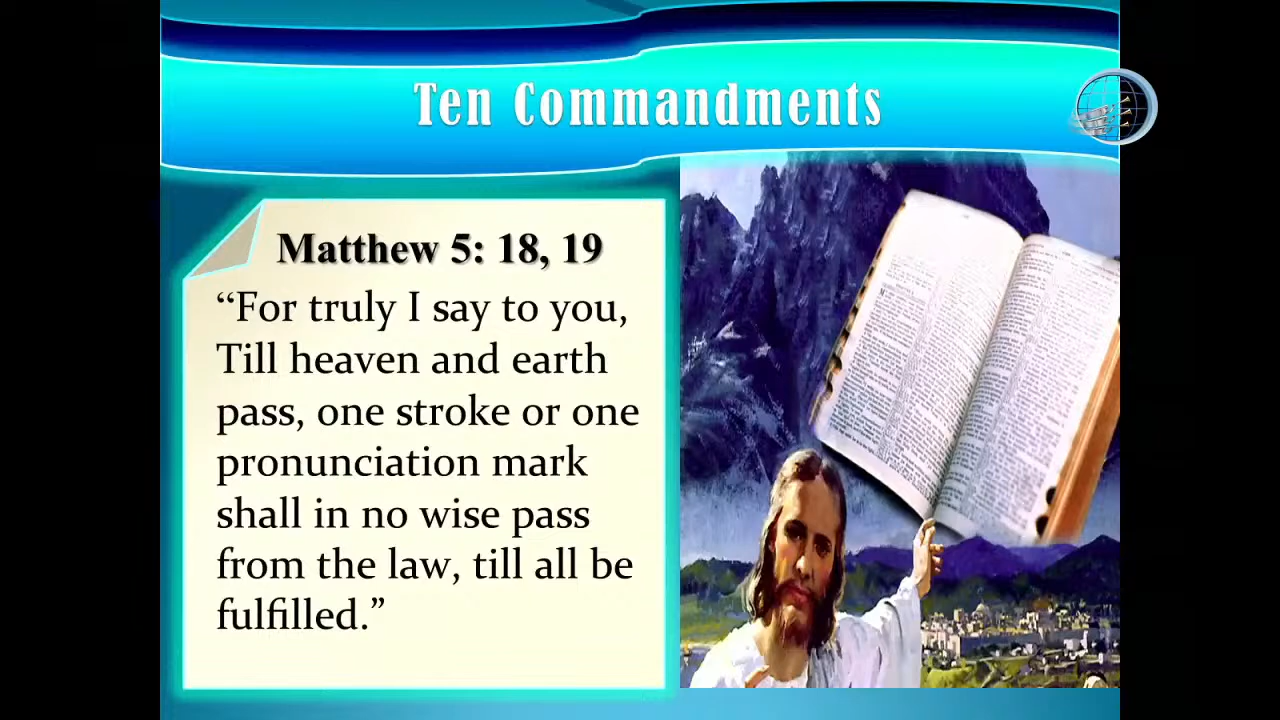 Ten Commandments
Matthew 5: 18, 19
“For truly I say to you,
Till heaven and earth
pass, one stroke or one
pronunciation mark
shall in no wise pass
from the law, till all be
fulfilled.”